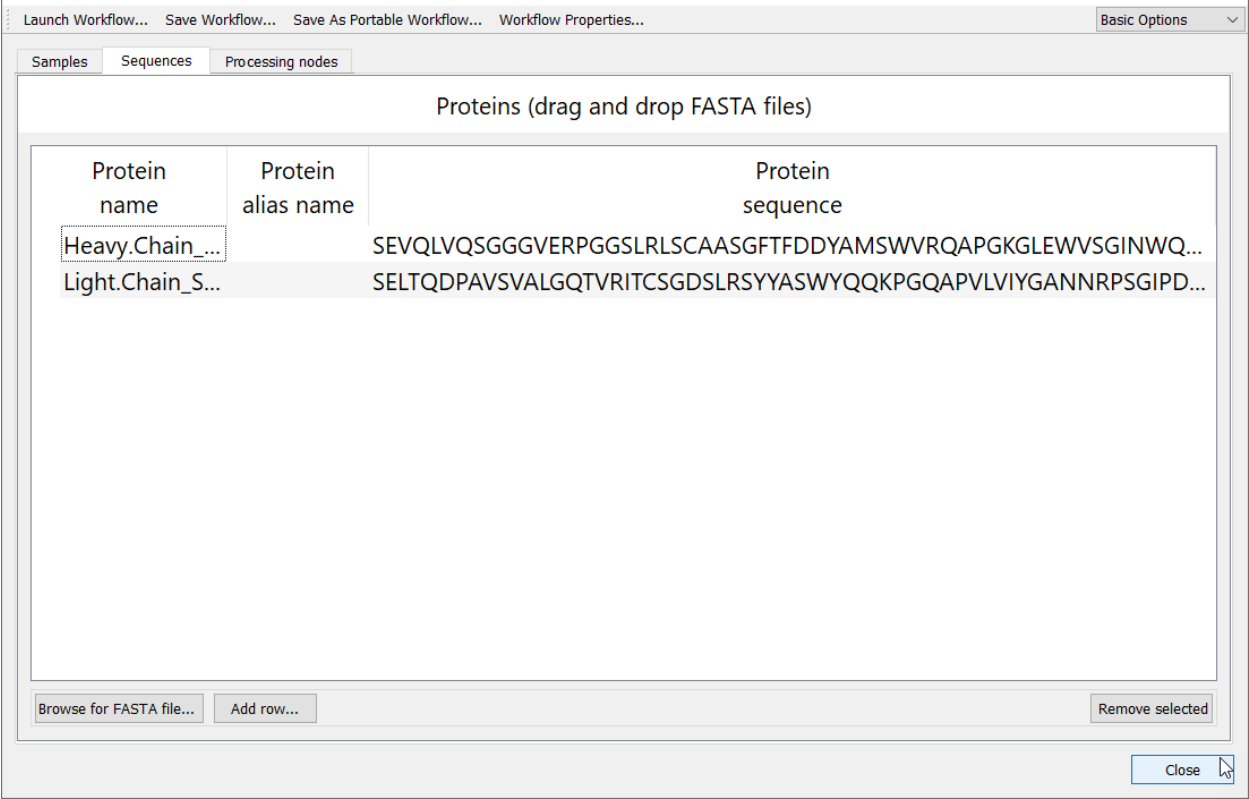 Launch Workflow... Save Workflow... Save As Portable Workflow... Workflow Properties... Basic Options
Samples Sequences Processing nodes
Proteins (drag and drop FASTA files)
Protein name Protein alias name Protein sequence
Heavy.Chain_... SEVQLVQSGGGVERPGGSLRLSCAASGFTFDDYAMSWVRQAPGKGLEWVSGINWQ...
Light.Chain_S... SELTQDPAVSVALGQTVRITCSGDSLRSYYASWYQQKPGQAPVLVIYGANNRPSGIPD...
Browse for FASTA file... Add row... Remove selected
Close